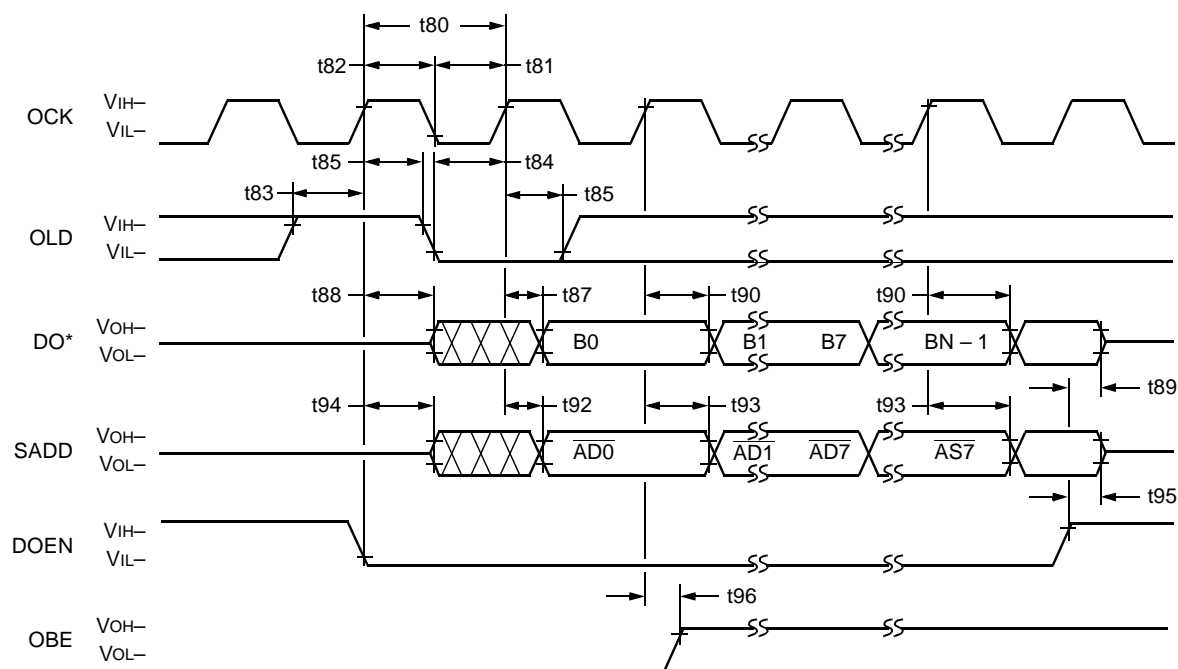 t80
t82 t81
OCK VIH–
VIL–
t85 t84
t83 t85
OLD VIH–
VIL–
t88 t87 t90 t90
DO* VOH–
VOL–
B0 B1 B7 BN – 1
t89
t94 t92 t93 t93
SADD VOH–
VOL–
AD0 AD1 AD7 AS7
t95
DOEN VIH–
VIL–
t96
OBE VOH–
VOL–